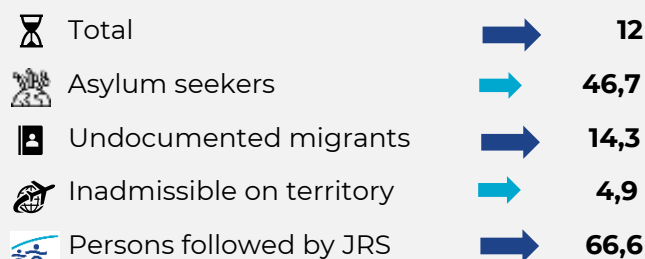 Total 12
Asylum seekers 46,7
Undocumented migrants 14,3
Inadmissible on territory 4,9
Persons followed by JRS 66,6